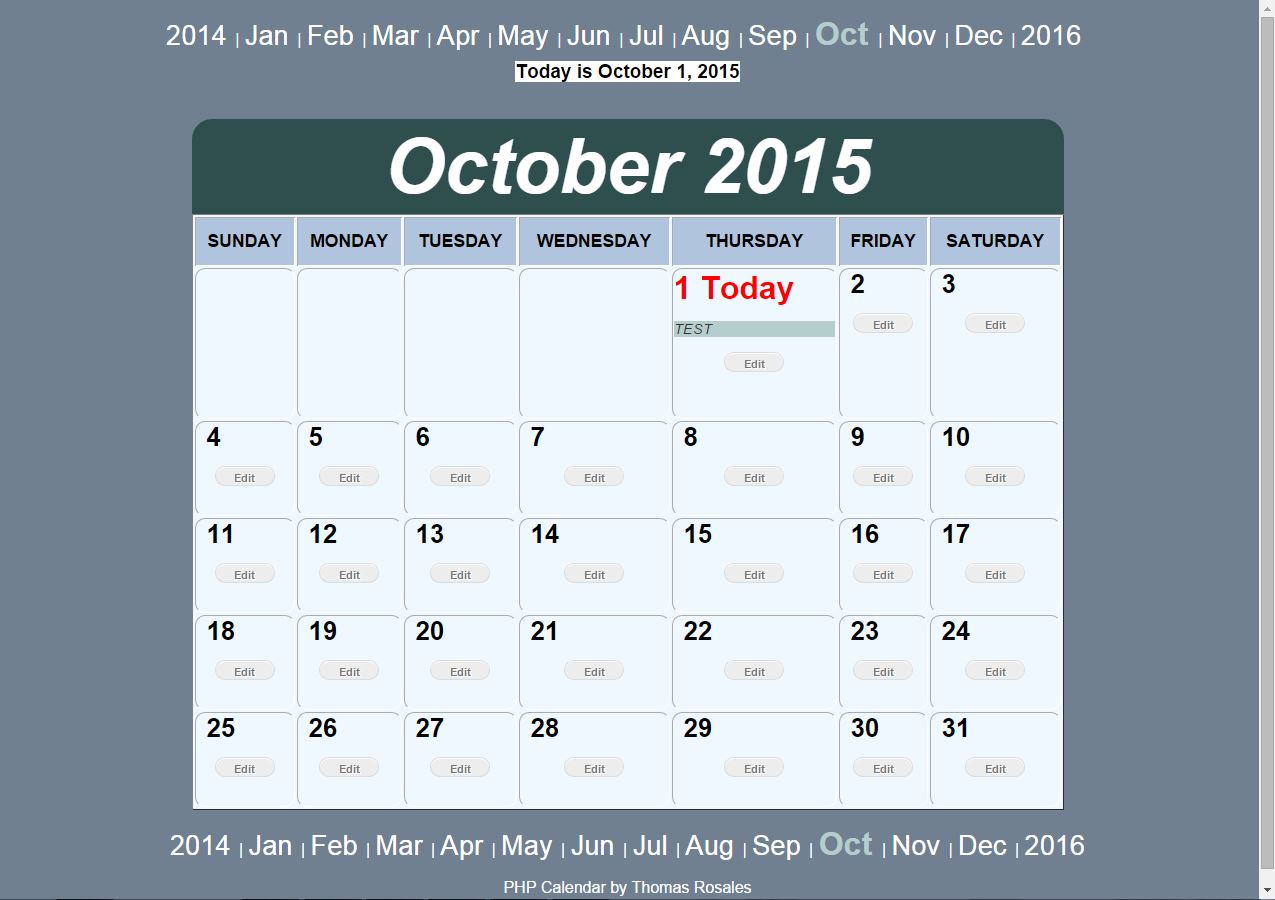 2014 | Jan | Feb | Mar | Apr | May | Jun | Jul | Aug | Sep | Oct | Nov | Dec | 2016
Today is October 1, 2015
October 2015
SUNDAY MONDAY TUESDAY WEDNESDAY THURSDAY FRIDAY SATURDAY
1 Today 2 3
TEST
Edit Edit
Edit
4 5 6 7 8 9 10
Edit Edit Edit Edit Edit Edit Edit
11 12 13 14 15 16 17
Edit Edit Edit Edit Edit Edit Edit
18 19 20 21 22 23 24
Edit Edit Edit Edit Edit Edit Edit
25 26 27 28 29 30 31
Edit Edit Edit Edit Edit Edit Edit
2014 | Jan | Feb | Mar | Apr | May | Jun | Jul | Aug | Sep | Oct | Nov | Dec | 2016
PHP Calendar by Thomas Rosales